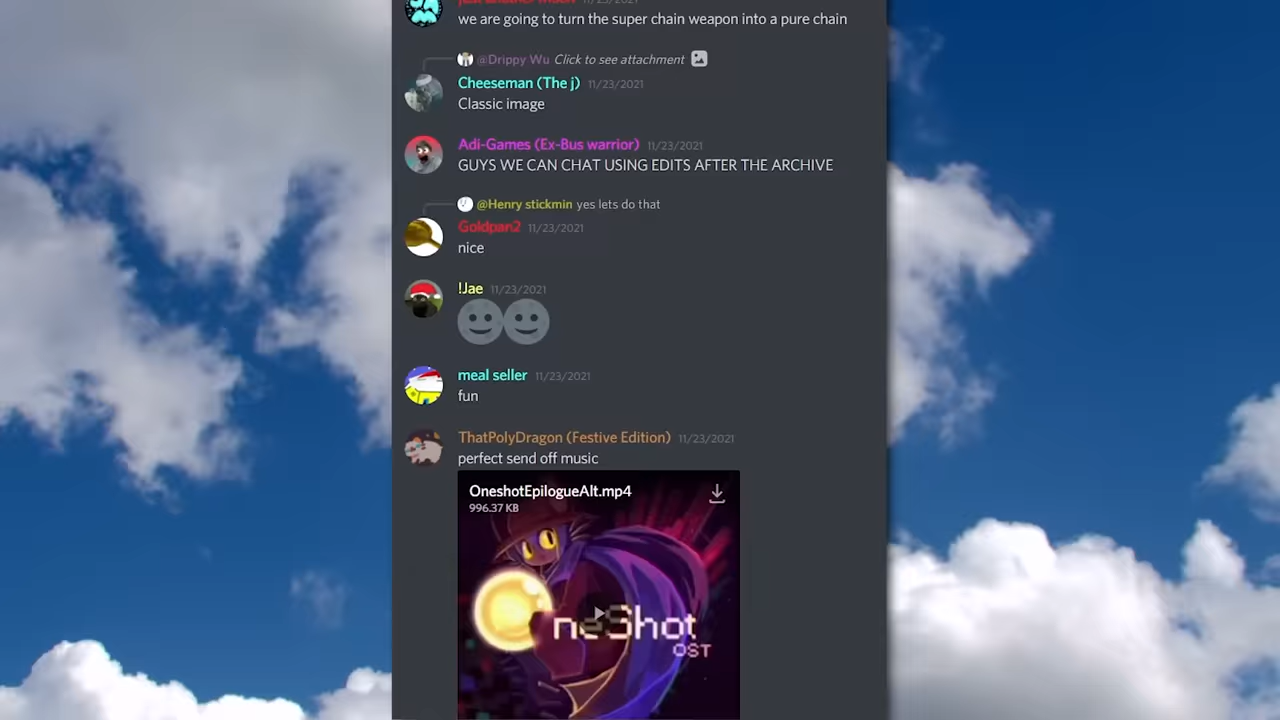 we are going to turn the super chain weapon into a pure chain
@Drippy Wu Click to see attachment
Cheeseman (The j) 11/23/2021
Classic image
Adi-Games (Ex-Bus warrior) 11/23/2021
GUYS WE CAN CHAT USING EDITS AFTER THE ARCHIVE
@Henry stickmin yes lets do that
Goldpan2 11/23/2021
nice
!Jae 11/23/2021
meal seller 11/23/2021
fun
ThatPolyDragon (Festive Edition) 11/23/2021
perfect send off music
OneshotEpilogueAlt.mp4
996.37 KB
neShot
OST